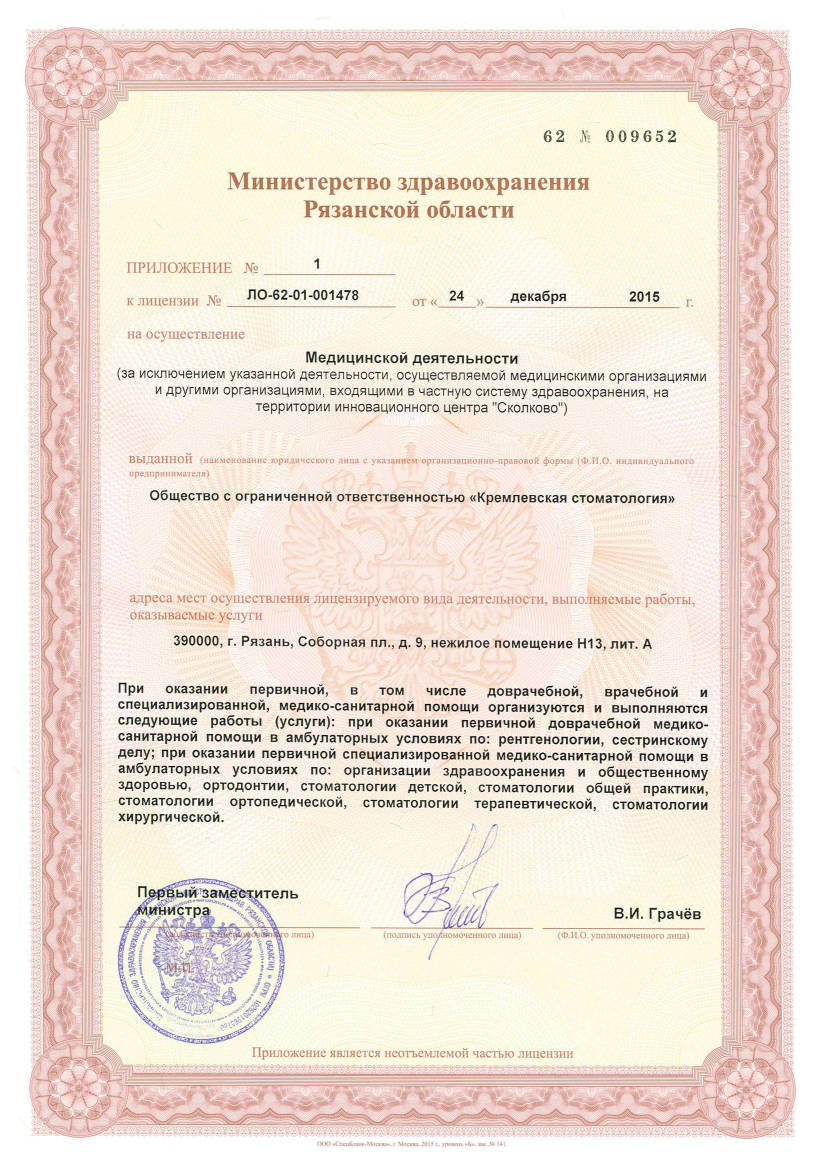 62 № 009652
Министерство здравоохранения
Рязанской области
ПРИЛОЖЕНИЕ № 1
к лицензии № ЛО-62-01-001478 от « 24 » декабря 2015 г.
на осуществление
Медицинской деятельности
(за исключением указанной деятельности, осуществляемой медицинскими организациями
и другими организациями, входящими в частную систему здравоохранения, на
территории инновационного центра "Сколково")
выданной (наименование юридического лица с указанием организационно-правовой формы (Ф.И.О. индивидуального
предпринимателя)
Общество с ограниченной ответственностью «Кремлевская стоматология»
адреса мест осуществления лицензируемого вида деятельности, выполняемые работы,
оказываемые услуги
390000, г. Рязань, Соборная пл., д. 9, нежилое помещение Н13, лит. А
При оказании первичной, в том числе доврачебной, врачебной и
специализированной, медико-санитарной помощи организуются и выполняются
следующие работы (услуги): при оказании первичной доврачебной медико-
санитарной помощи в амбулаторных условиях по: рентгенологии, сестринскому
делу; при оказании первичной специализированной медико-санитарной помощи в
амбулаторных условиях по: организации здравоохранения и общественному
здоровью, ортодонтии, стоматологии детской, стоматологии общей практики,
стоматологии ортопедической, стоматологии терапевтической, стоматологии
хирургической.
Первый заместитель
министра
В.И. Грачёв
(подпись уполномоченного лица) (Ф.И.О. уполномоченного лица)
М.П.
Приложение является неотъемлемой частью лицензии
ООО «СпецБланк-Москва», г. Москва, 2015 г., уровень «Б», зак. № 141.